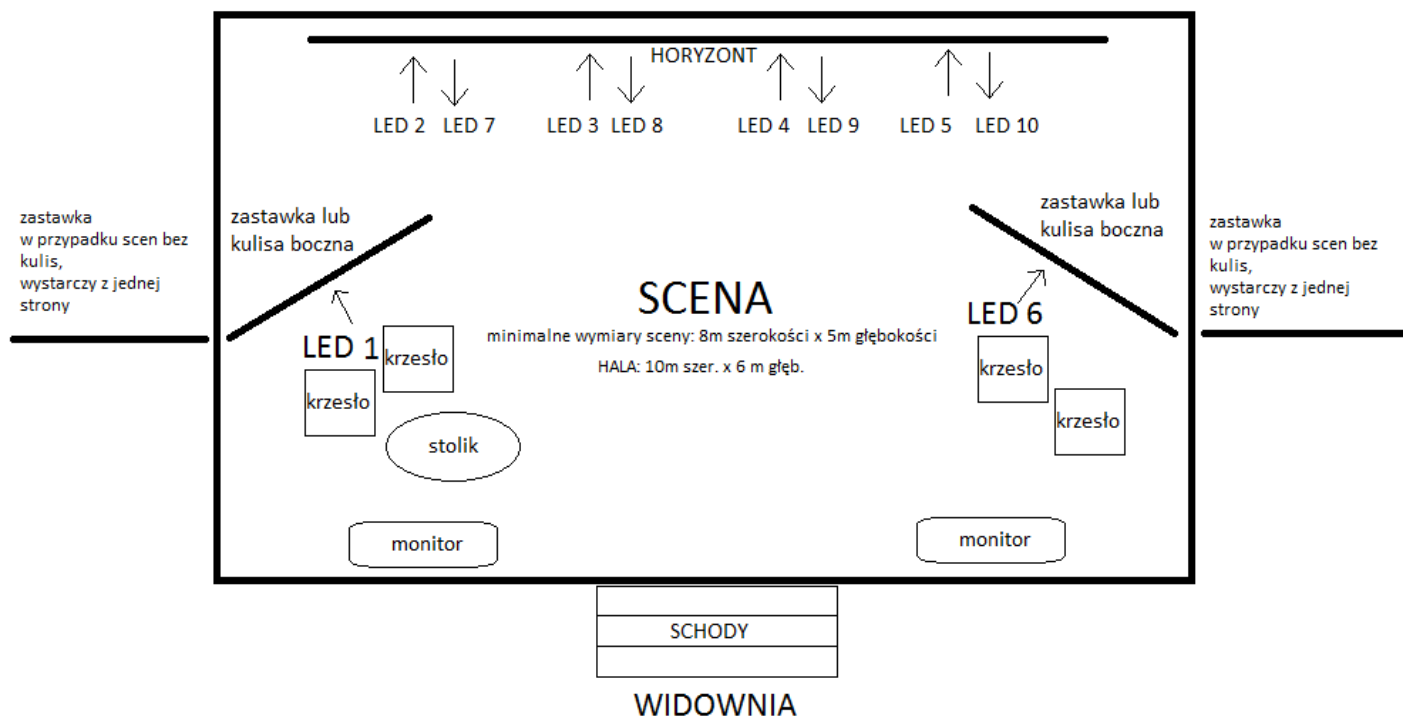 HORYZONT
LED 2
LED 7
LED 3
LED 8
LED 4
LED 9
LED 5
LED 10
zastawka
w przypadku scen bez
kulis,
wystarczy z jednej
strony
zastawka lub
kulisa boczna
zastawka lub
kulisa boczna
zastawka
w przypadku scen bez
kulis,
wystarczy z jednej
strony
SCENA
minimalne wymiary sceny: 8m szerokości x 5m głębokości
HALA: 10m szer. x 6 m głęb.
LED 1
krzesło
krzesło
stolik
LED 6
krzesło
krzesło
monitor
monitor
SCHODY
WIDOWNIA